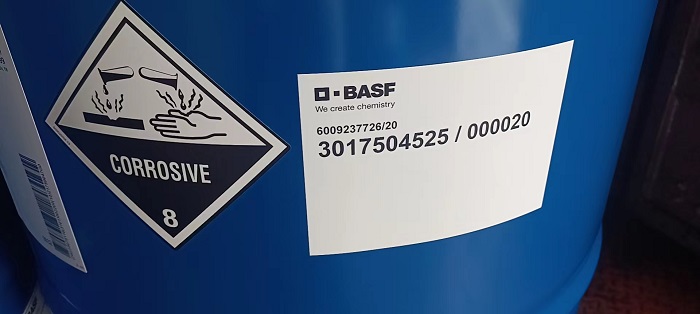 CORROSIVE
8
BASF
We create chemistry
6009237726/20
3017504525 / 000020